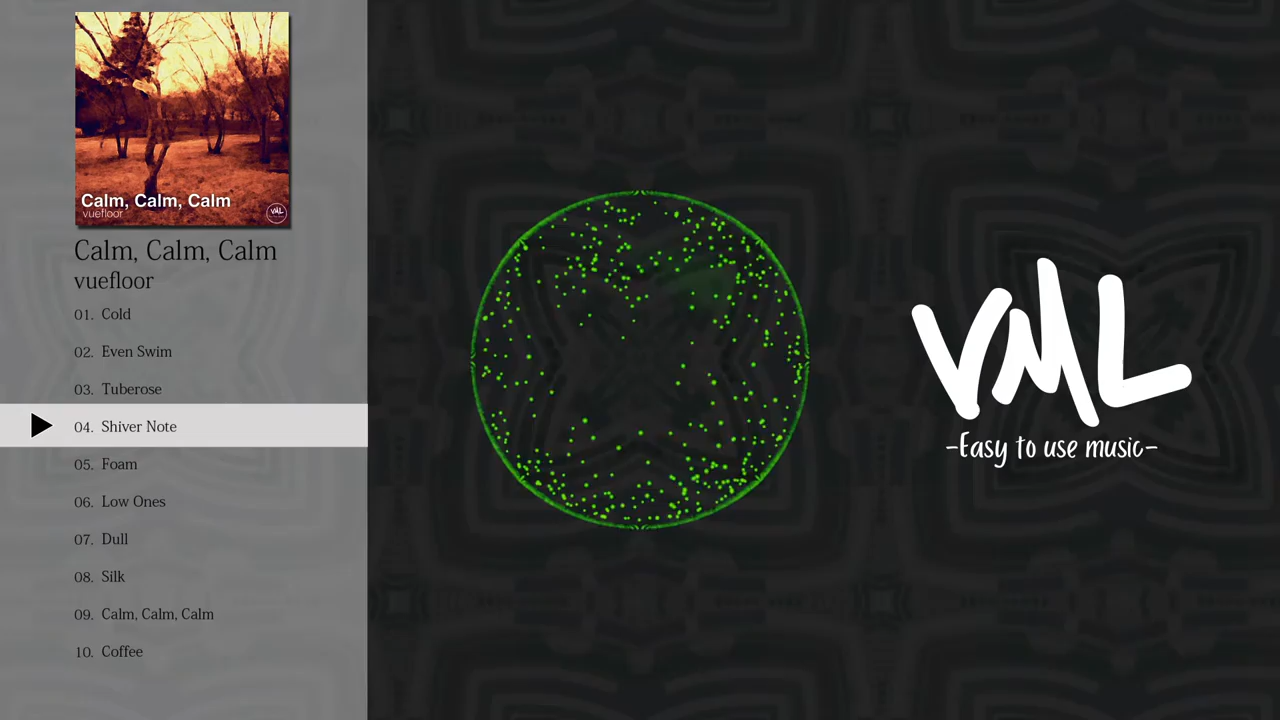 Calm, Calm, Calm
vuefloor
VML
Calm, Calm, Calm
vuefloor
01. Cold
02. Even Swim
03. Tuberose
04. Shiver Note
05. Foam
06. Low Ones
07. Dull
08. Silk
09. Calm, Calm, Calm
10. Coffee
VML
-Easy to use music-